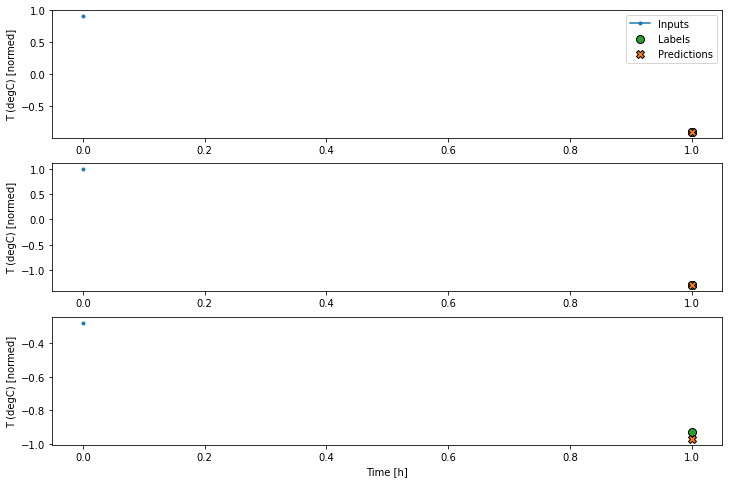 T (degC) [normed]
1.0
0.5
0.0
−0.5
Inputs
Labels
Predictions
0.0 0.2 0.4 0.6 0.8 1.0
T (degC) [normed]
1.0
0.5
0.0
−0.5
−1.0
0.0 0.2 0.4 0.6 0.8 1.0
T (degC) [normed]
−0.4
−0.6
−0.8
−1.0
0.0 0.2 0.4 0.6 0.8 1.0
Time [h]